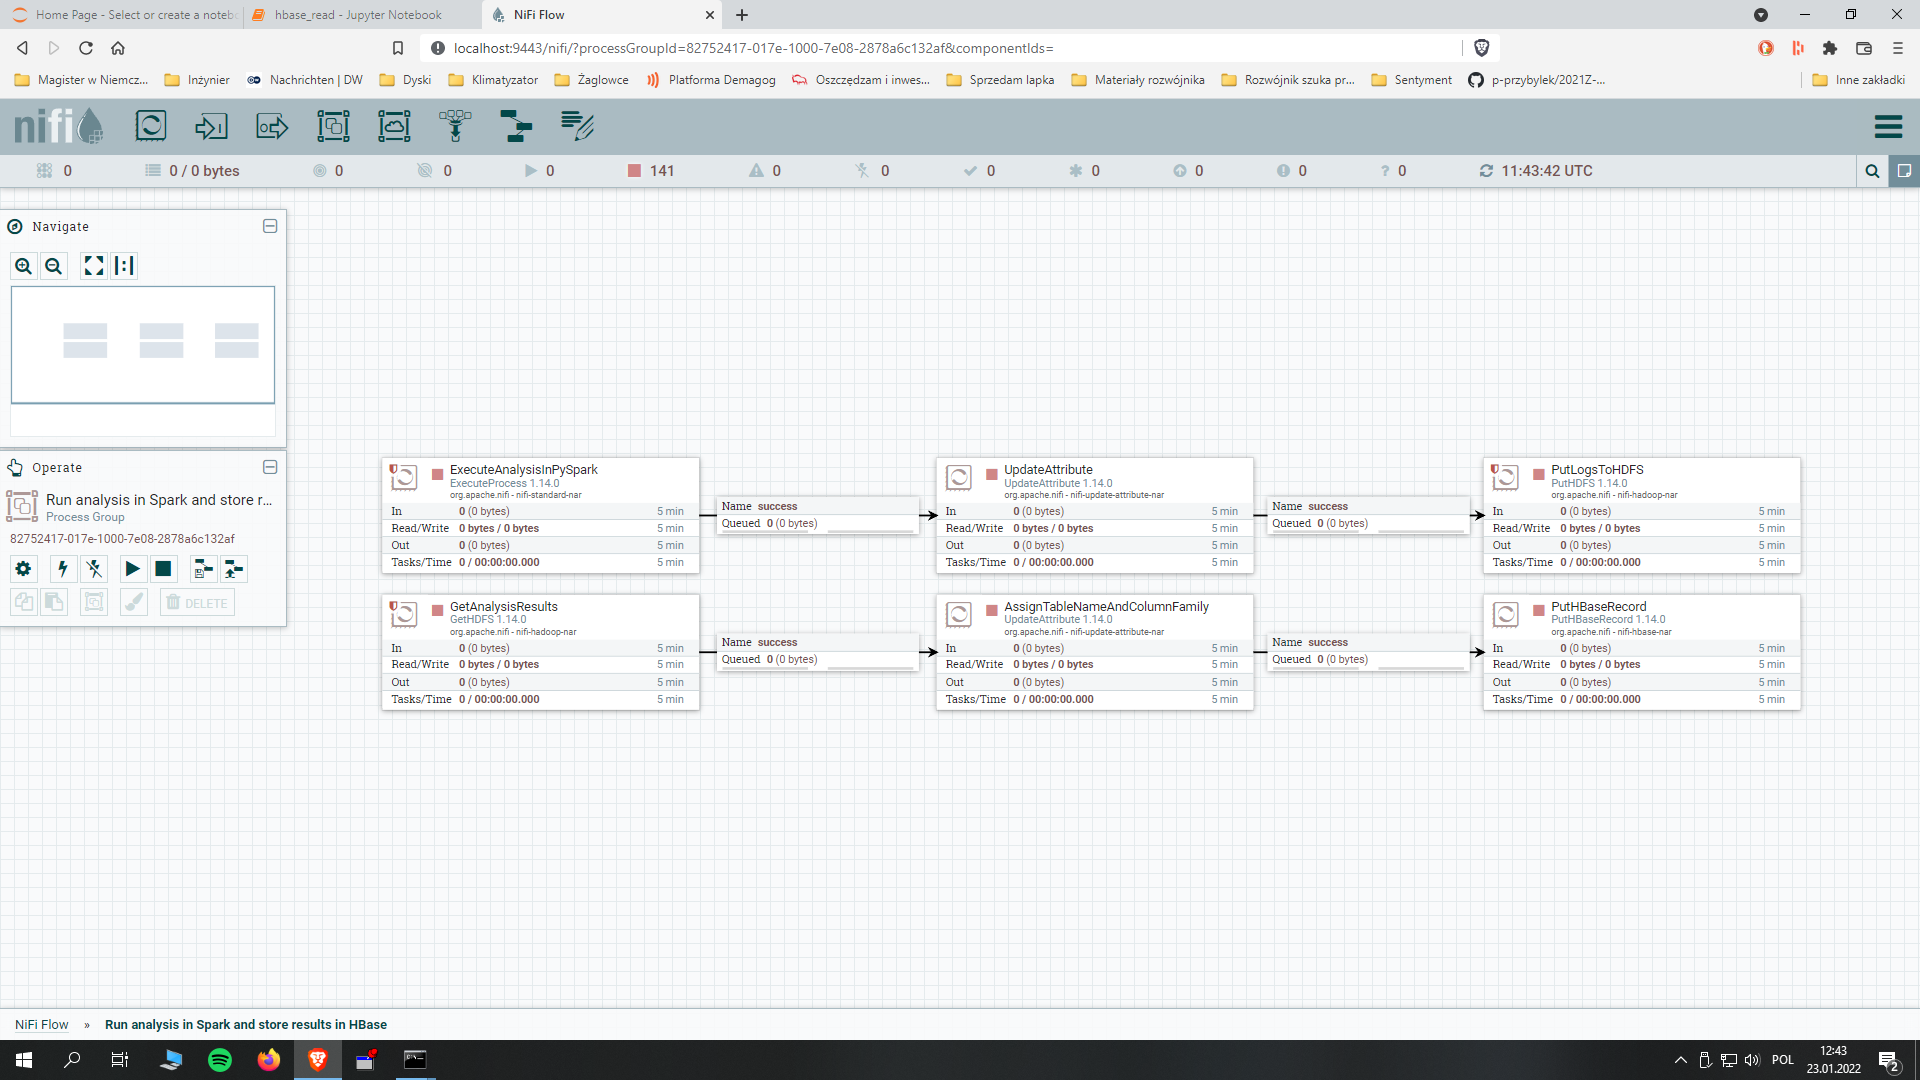 Home Page - Select or create a noteb
hbase_read - Jupyter Notebook
NiFi Flow
localhost:9443/nifi/?processGroupId=82752417-017e-1000-7e08-2878a6c132af&componentIds=
Magister w Niemcz...
Inżynier
Nachrichten | DW
Dyski
Klimatyzator
Żaglowce
Platforma Demagog
Oszczędzam i inwes...
Sprzedam lapka
Materiały rozwójnika
Rozwójnik szuka pr...
Sentyment
p-przybylek/2021Z-...
Inne zakładki
nifi
0
0 / 0 bytes
0
0
0
141
0
0
0
0
0
0
? 0
11:43:42 UTC
Navigate
Operate
Run analysis in Spark and store r...
Process Group
82752417-017e-1000-7e08-2878a6c132af
DELETE
ExecuteAnalysisInPySpark
ExecuteProcess 1.14.0
org.apache.nifi - nifi-standard-nar
In 0 (0 bytes) 5 min
Read/Write 0 bytes / 0 bytes 5 min
Out 0 (0 bytes) 5 min
Tasks/Time 0 / 00:00:00.000 5 min
Name success
Queued 0 (0 bytes)
UpdateAttribute
UpdateAttribute 1.14.0
org.apache.nifi - nifi-update-attribute-nar
In 0 (0 bytes) 5 min
Read/Write 0 bytes / 0 bytes 5 min
Out 0 (0 bytes) 5 min
Tasks/Time 0 / 00:00:00.000 5 min
Name success
Queued 0 (0 bytes)
PutLogsToHDFS
PutHDFS 1.14.0
org.apache.nifi - nifi-hadoop-nar
In 0 (0 bytes) 5 min
Read/Write 0 bytes / 0 bytes 5 min
Out 0 (0 bytes) 5 min
Tasks/Time 0 / 00:00:00.000 5 min
GetAnalysisResults
GetHDFS 1.14.0
org.apache.nifi - nifi-hadoop-nar
In 0 (0 bytes) 5 min
Read/Write 0 bytes / 0 bytes 5 min
Out 0 (0 bytes) 5 min
Tasks/Time 0 / 00:00:00.000 5 min
Name success
Queued 0 (0 bytes)
AssignTableNameAndColumnFamily
UpdateAttribute 1.14.0
org.apache.nifi - nifi-update-attribute-nar
In 0 (0 bytes) 5 min
Read/Write 0 bytes / 0 bytes 5 min
Out 0 (0 bytes) 5 min
Tasks/Time 0 / 00:00:00.000 5 min
Name success
Queued 0 (0 bytes)
PutHBaseRecord
PutHBaseRecord 1.14.0
org.apache.nifi - nifi-hbase-nar
In 0 (0 bytes) 5 min
Read/Write 0 bytes / 0 bytes 5 min
Out 0 (0 bytes) 5 min
Tasks/Time 0 / 00:00:00.000 5 min
NiFi Flow » Run analysis in Spark and store results in HBase
POL
12:43
23.01.2022
2